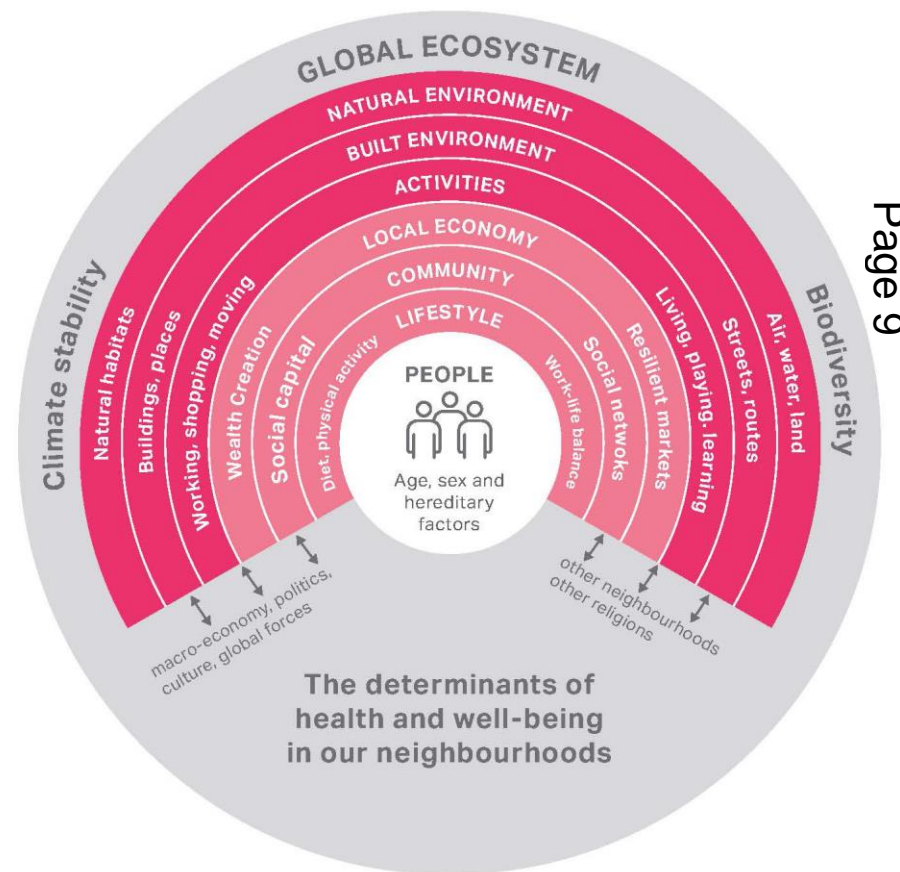 GLOBAL ECOSYSTEM
NATURAL ENVIRONMENT
BUILT ENVIRONMENT
ACTIVITIES
LOCAL ECONOMY
COMMUNITY
LIFESTYLE
Climate stability
Natural habitats
Buildings, places
Working, shopping, moving
Wealth Creation
Social capital
Diet, physical activity
PEOPLE
Age, sex and
hereditary
factors
Work-life balance
Social netwoks
Resilient markets
Living, playing. learning
Streets, routes
Air, water, land
Biodiversity
Page 9
macro-economy, politics,
culture, global forces
other neighbourhoods
other religions
The determinants of
health and well-being
in our neighbourhoods